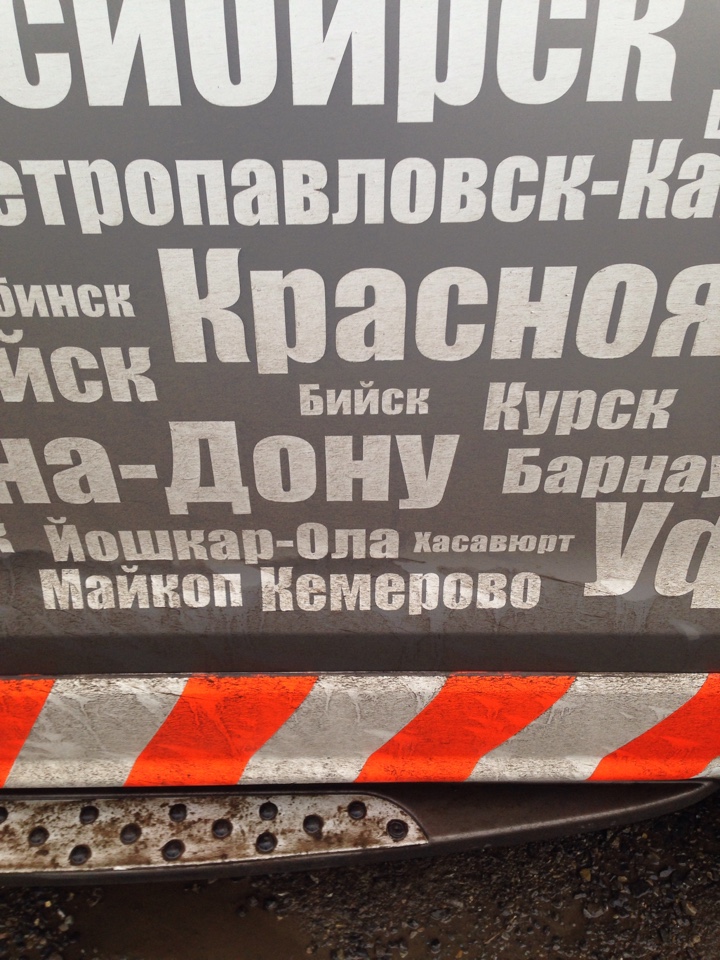 сибирск
етропавловск-Ка
бинск Красноя
йск
Бийск Курск
на-Дону Барнау
Йошкар-Ола Хасавюрт Уф
Майкоп Кемерово